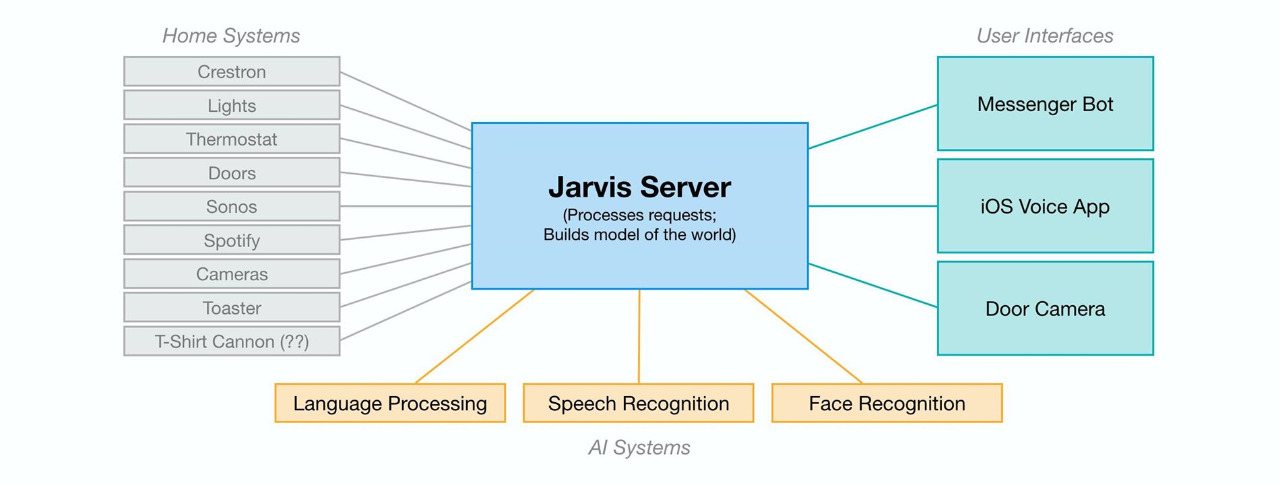 Home Systems
Crestron
Lights
Thermostat
Doors
Sonos
Spotify
Cameras
Toaster
T-Shirt Cannon (??)
Jarvis Server
(Processes requests;
Builds model of the world)
User Interfaces
Messenger Bot
iOS Voice App
Door Camera
Language Processing
Speech Recognition
Face Recognition
AI Systems